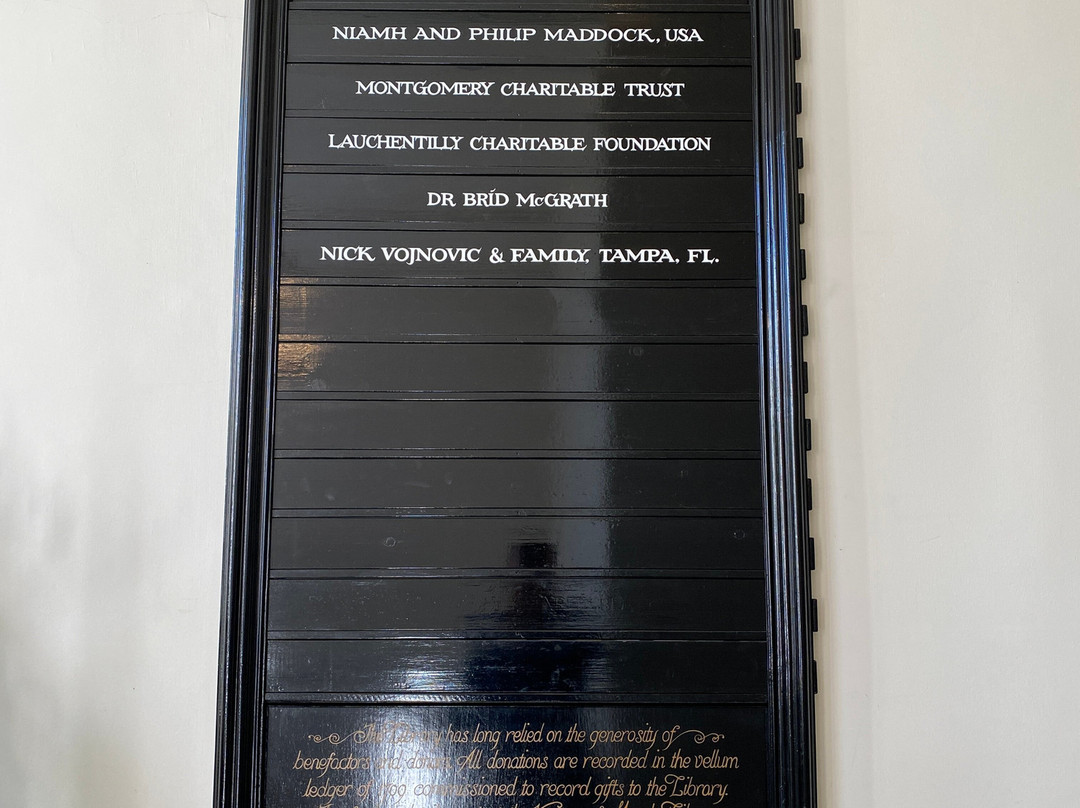 NIAMH AND PHILIP MADDOCK, USA
MONTGOMERY CHARITABLE TRUST
LAUCHENTILLY CHARITABLE FOUNDATION
DR BRÍD McGRATH
NICK VOJNOVIC & FAMILY, TAMPA, FL.
The Library has long relied on the generosity of
benefactors and donors. All donations are recorded in the vellum
ledger of commissioned to record gifts to the Library.